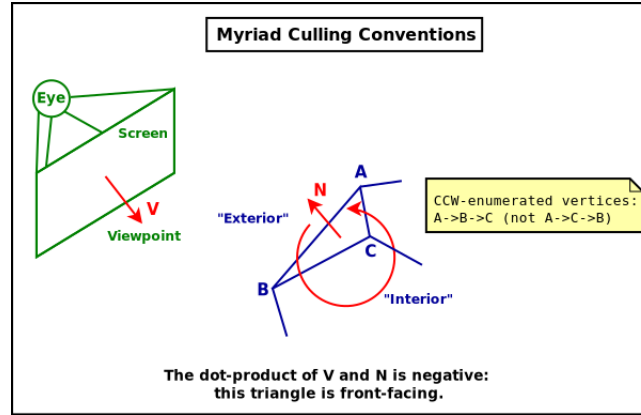 Myriad Culling Conventions
Eye
Screen
V
Viewpoint
A
N
"Exterior"
C
B
"Interior"
CCW-enumerated vertices:
A->B->C (not A->C->B)
The dot-product of V and N is negative:
this triangle is front-facing.